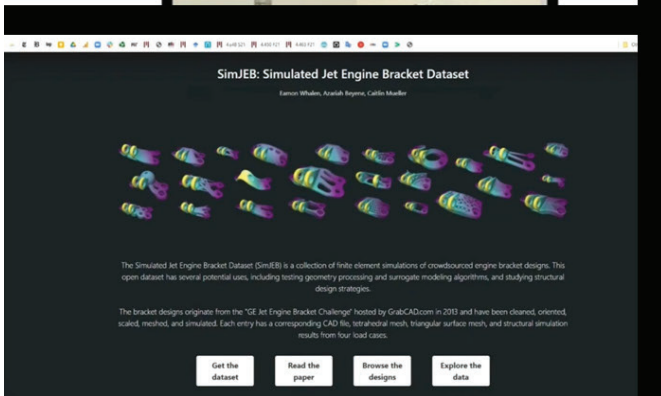 SimJEB: Simulated Jet Engine Bracket Dataset
Eamon Whalen, Azariah Beyene, Caitlin Mueller
The Simulated Jet Engine Bracket Dataset (SimJEB) is a collection of finite element simulations of crowdsourced engine bracket designs. This
open dataset has several potential uses, including testing geometry processing and surrogate modeling algorithms, and studying structural
design strategies.
The bracket designs originate from the "GE Jet Engine Bracket Challenge" hosted by GrabCAD.com in 2013 and have been cleaned, oriented,
scaled, meshed, and simulated. Each entry has a corresponding CAD file, tetrahedral mesh, triangular surface mesh, and structural simulation
results from four load cases.
Get the
dataset
Read the
paper
Browse the
designs
Explore the
data